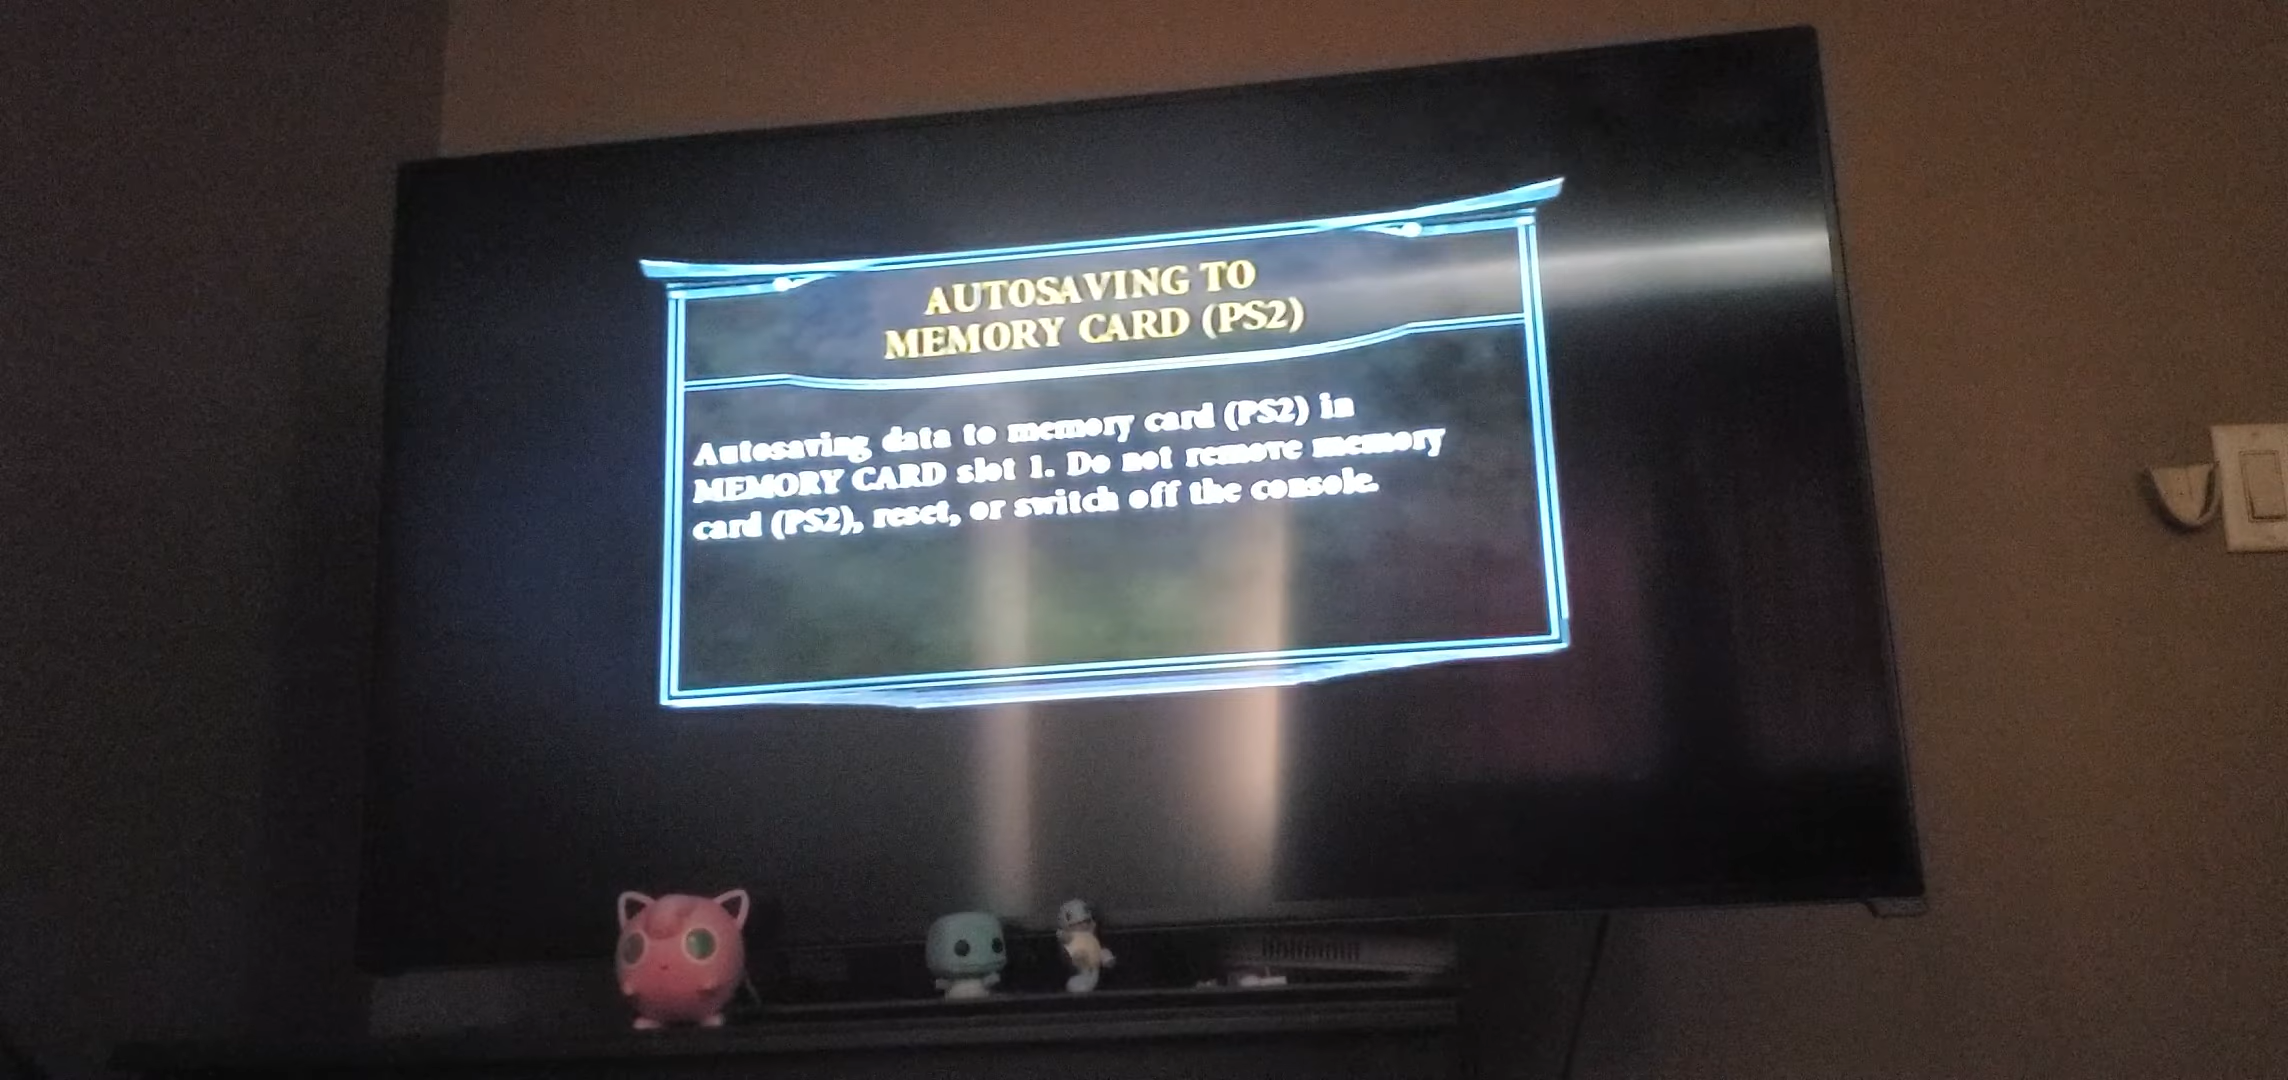 AUTOSAVING TO
MEMORY CARD (PS2)
Autosaving data to memory card (PS2) in
MEMORY CARD slot 1. Do not remove memory
card (PS2), reset, or switch off the console.